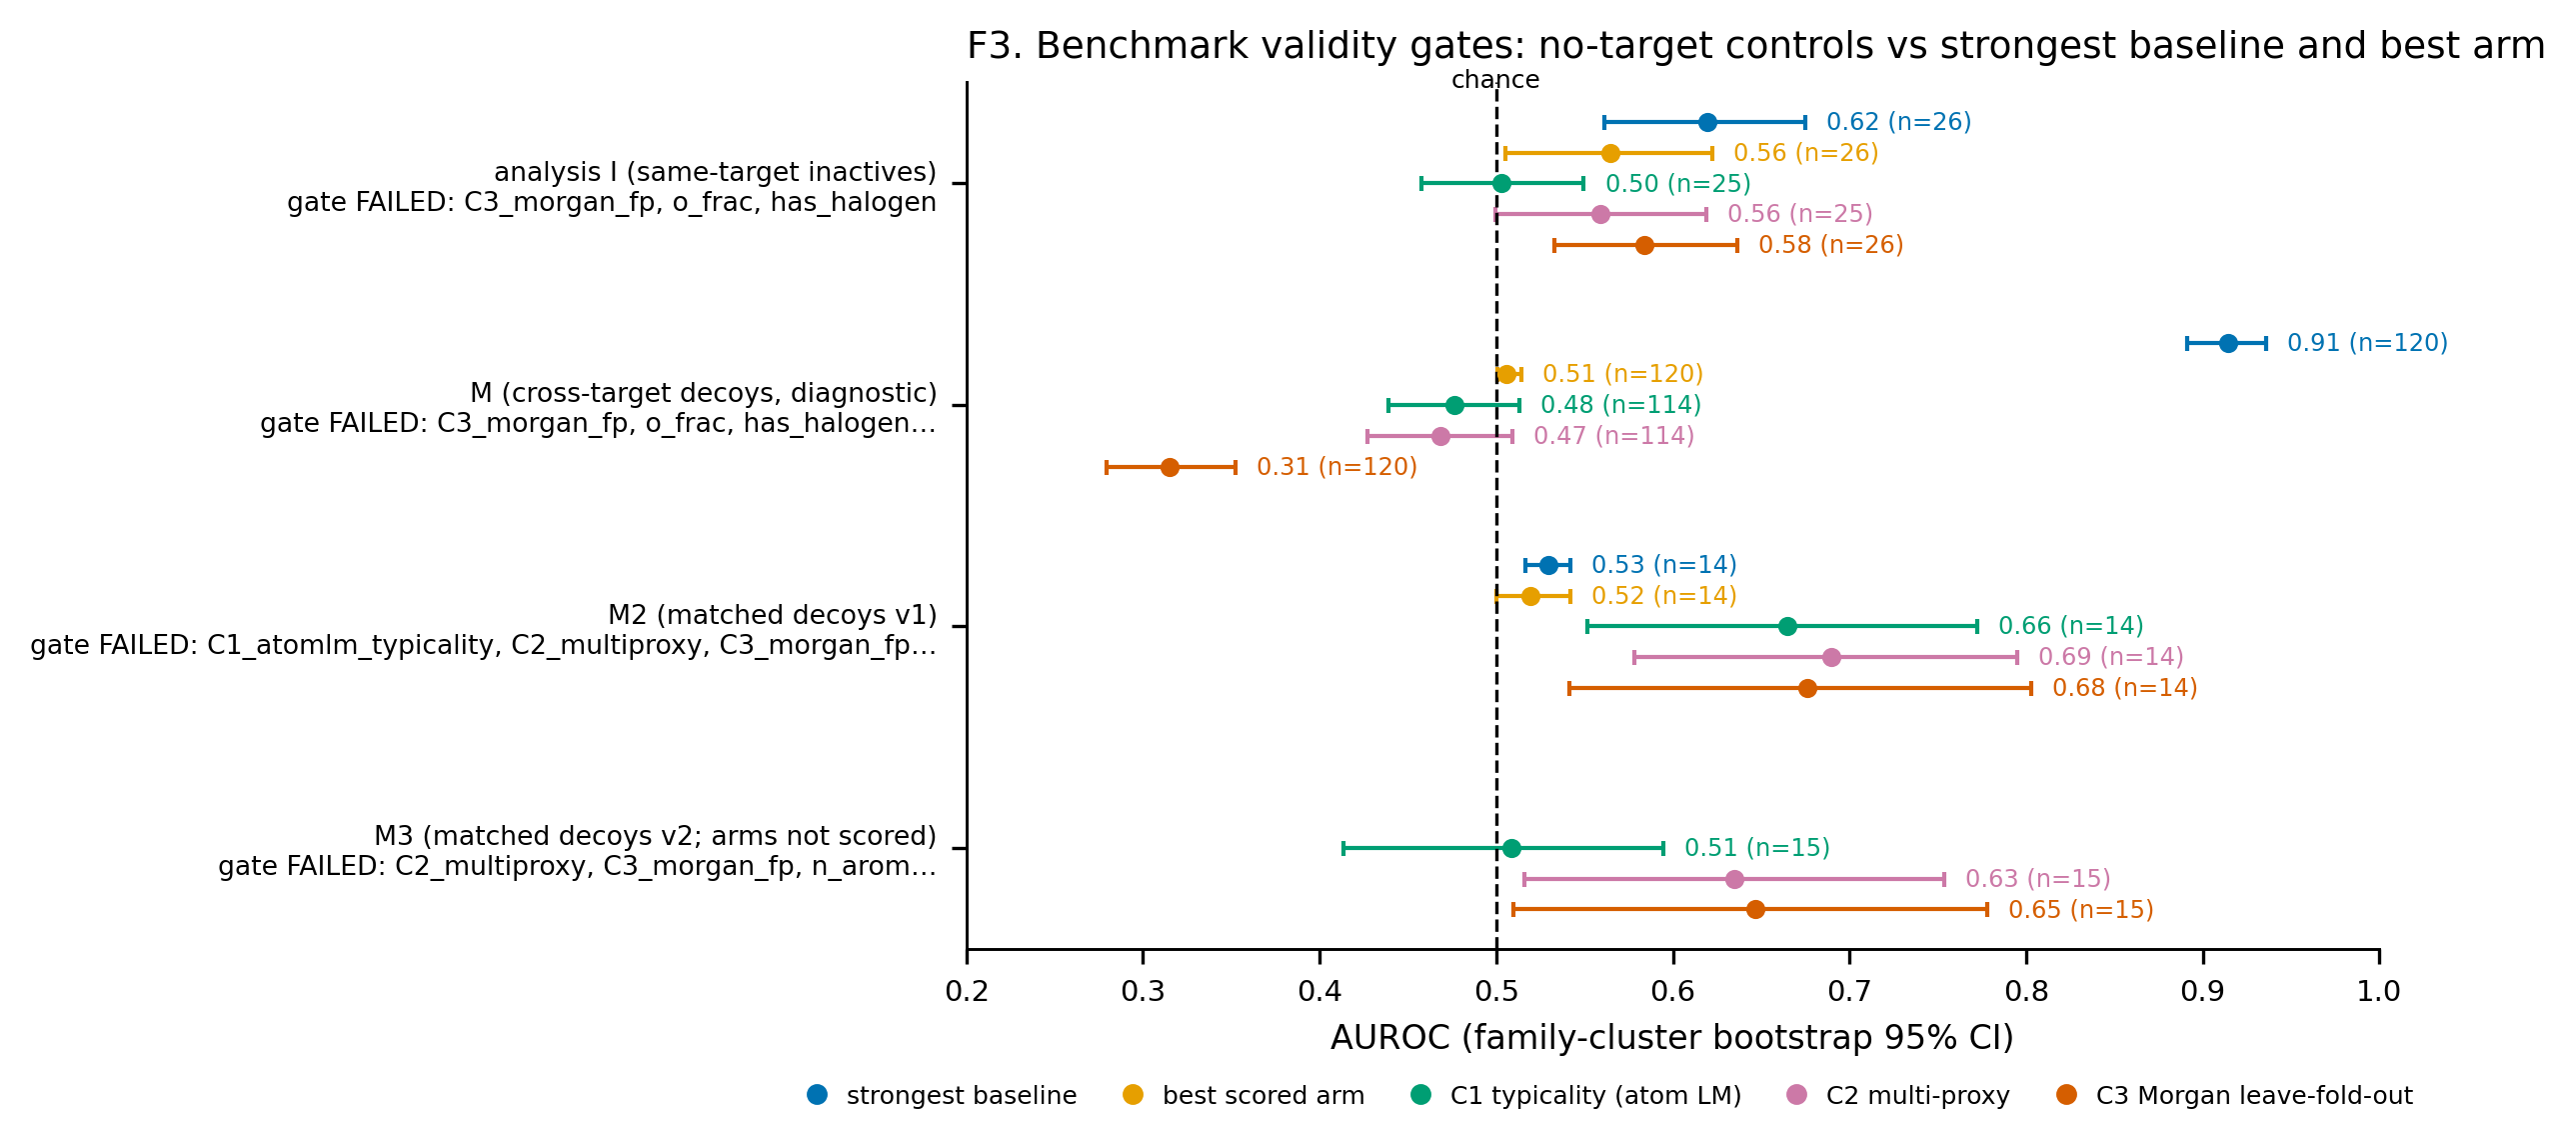 F3. Benchmark validity gates: no-target controls vs strongest baseline and best arm
chance
analysis I (same-target inactives)
gate FAILED: C3_morgan_fp, o_frac, has_halogen
0.62 (n=26)
0.56 (n=26)
0.50 (n=25)
0.56 (n=25)
0.58 (n=26)
M (cross-target decoys, diagnostic)
gate FAILED: C3_morgan_fp, o_frac, has_halogen…
0.91 (n=120)
0.51 (n=120)
0.48 (n=114)
0.47 (n=114)
0.31 (n=120)
M2 (matched decoys v1)
gate FAILED: C1_atomlm_typicality, C2_multiproxy, C3_morgan_fp…
0.53 (n=14)
0.52 (n=14)
0.66 (n=14)
0.69 (n=14)
0.68 (n=14)
M3 (matched decoys v2; arms not scored)
gate FAILED: C2_multiproxy, C3_morgan_fp, n_arom…
0.51 (n=15)
0.63 (n=15)
0.65 (n=15)
0.2 0.3 0.4 0.5 0.6 0.7 0.8 0.9 1.0
AUROC (family-cluster bootstrap 95% CI)
strongest baseline best scored arm C1 typicality (atom LM) C2 multi-proxy C3 Morgan leave-fold-out